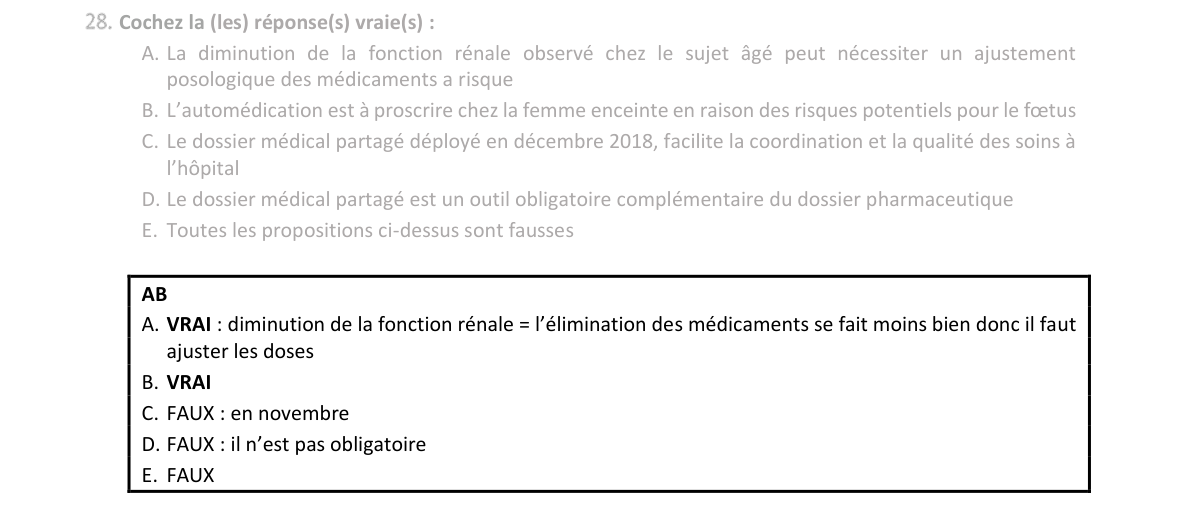 28. Cochez la (les) réponse(s) vraie(s) :
A. La diminution de la fonction rénale observé chez le sujet âgé peut nécessiter un ajustement
posologique des médicaments a risque
B. L’automédication est à proscrire chez la femme enceinte en raison des risques potentiels pour le fœtus
C. Le dossier médical partagé déployé en décembre 2018, facilite la coordination et la qualité des soins à
l’hôpital
D. Le dossier médical partagé est un outil obligatoire complémentaire du dossier pharmaceutique
E. Toutes les propositions ci-dessus sont fausses
AB
A. VRAI : diminution de la fonction rénale = l’élimination des médicaments se fait moins bien donc il faut
ajuster les doses
B. VRAI
C. FAUX : en novembre
D. FAUX : il n’est pas obligatoire
E. FAUX